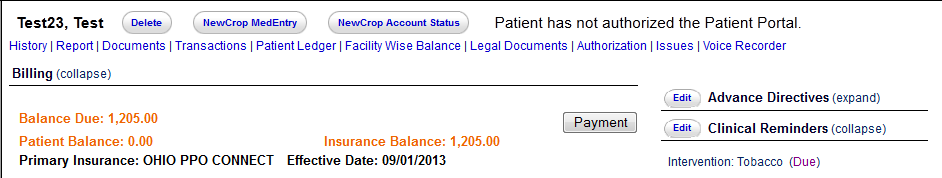 Test23, Test Delete NewCrop MedEntry NewCrop Account Status Patient has not authorized the Patient Portal.
History | Report | Documents | Transactions | Patient Ledger | Facility Wise Balance | Legal Documents | Authorization | Issues | Voice Recorder
Billing (collapse)
Balance Due: 1,205.00 Payment
Patient Balance: 0.00 Insurance Balance: 1,205.00
Primary Insurance: OHIO PPO CONNECT Effective Date: 09/01/2013
Edit Advance Directives (expand)
Edit Clinical Reminders (collapse)
Intervention: Tobacco (Due)